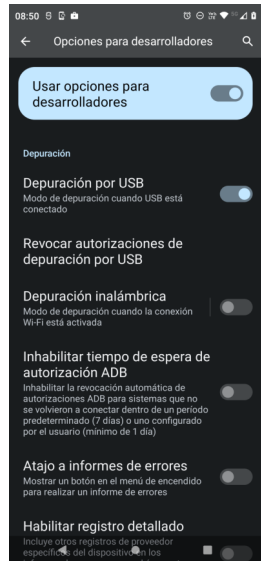 08:50
Opciones para desarrolladores
Usar opciones para
desarrolladores
Depuración
Depuración por USB
Modo de depuración cuando USB está
conectado
Revocar autorizaciones de
depuración por USB
Depuración inalámbrica
Modo de depuración cuando la conexión
Wi-Fi está activada
Inhabilitar tiempo de espera de
autorización ADB
Inhabilitar la revocación automática de
autorizaciones ADB para sistemas que no
se volvieron a conectar dentro de un período
predeterminado (7 días) o uno configurado
por el usuario (mínimo de 1 día)
Atajo a informes de errores
Mostrar un botón en el menú de encendido
para realizar un informe de errores
Habilitar registro detallado
Incluye otros registros de proveedor
específicos del dispositivo en los